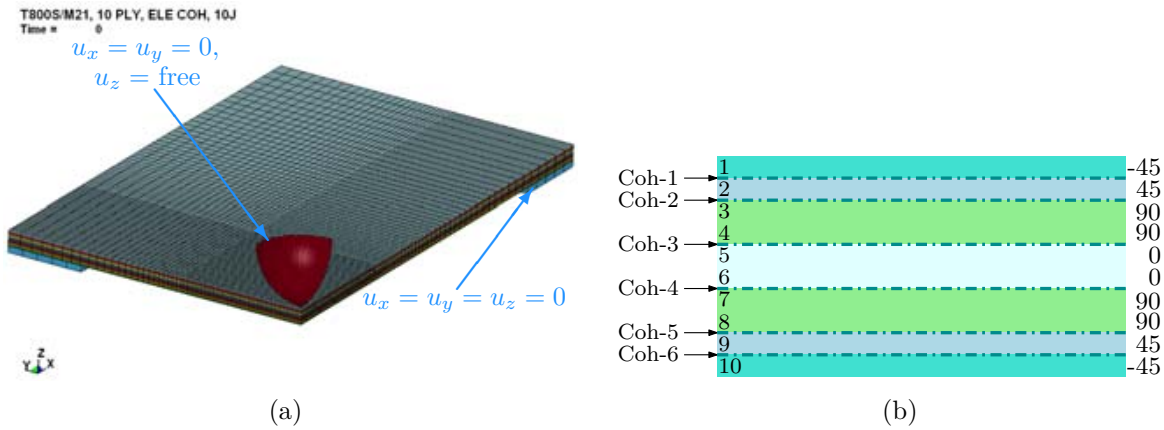 T800S/M21, 10 PLY, ELE COH, 10J
Time = 0
u_x = u_y = 0,
u_z = free
u_x = u_y = u_z = 0
Z
Y X
(a)
1 -45
Coh-1
2 45
Coh-2
3 90
4 90
Coh-3
5 0
6 0
Coh-4
7 90
8 90
Coh-5
9 45
Coh-6
10 -45
(b)